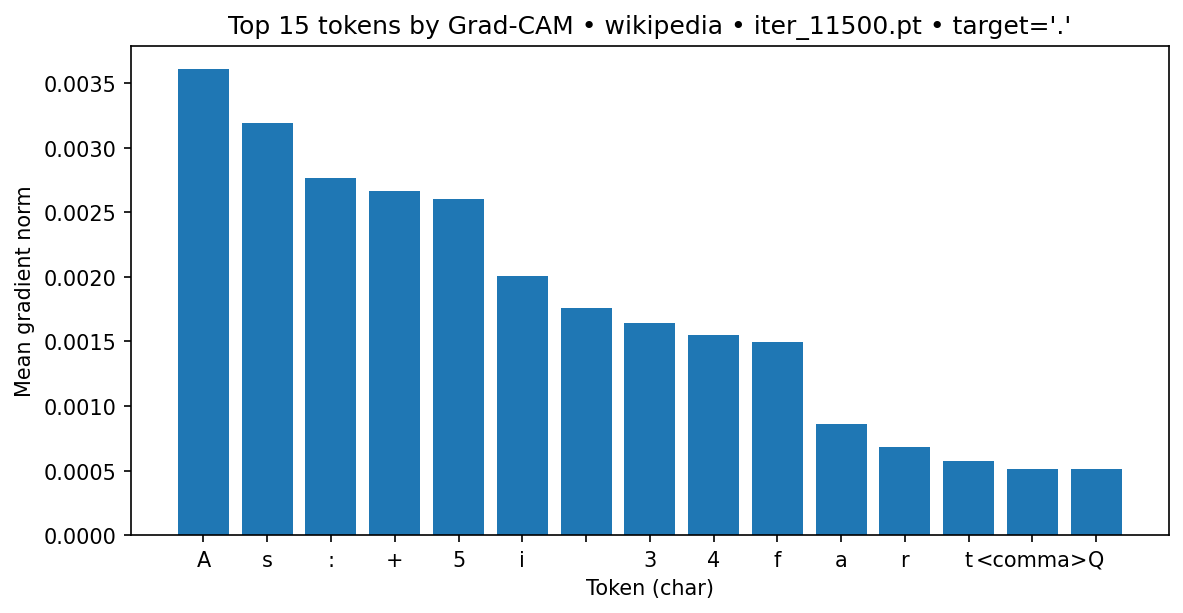 Top 15 tokens by Grad-CAM • wikipedia • iter_11500.pt • target='.'
Mean gradient norm
0.0035
0.0030
0.0025
0.0020
0.0015
0.0010
0.0005
0.0000
A s : + 5 i 3 4 f a r t <comma> Q
Token (char)